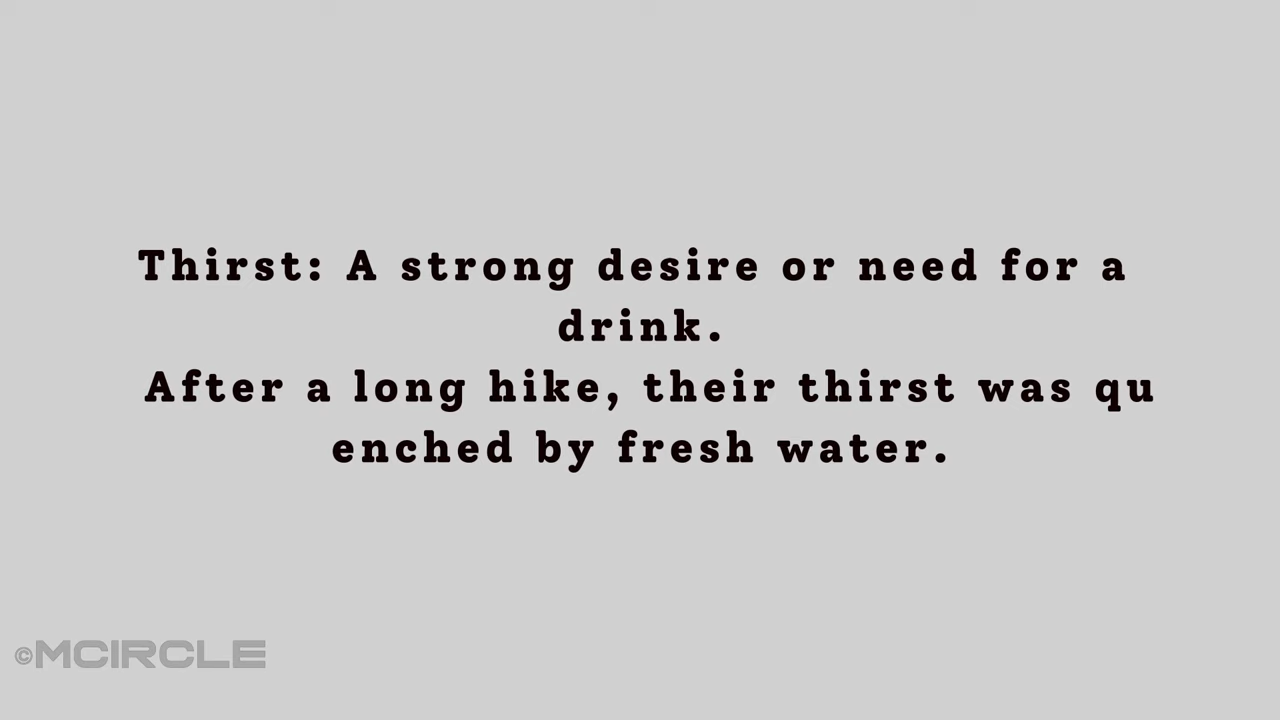 Thirst: A strong desire or need for a
drink.
After a long hike, their thirst was qu
enched by fresh water.
©MCIRCLE